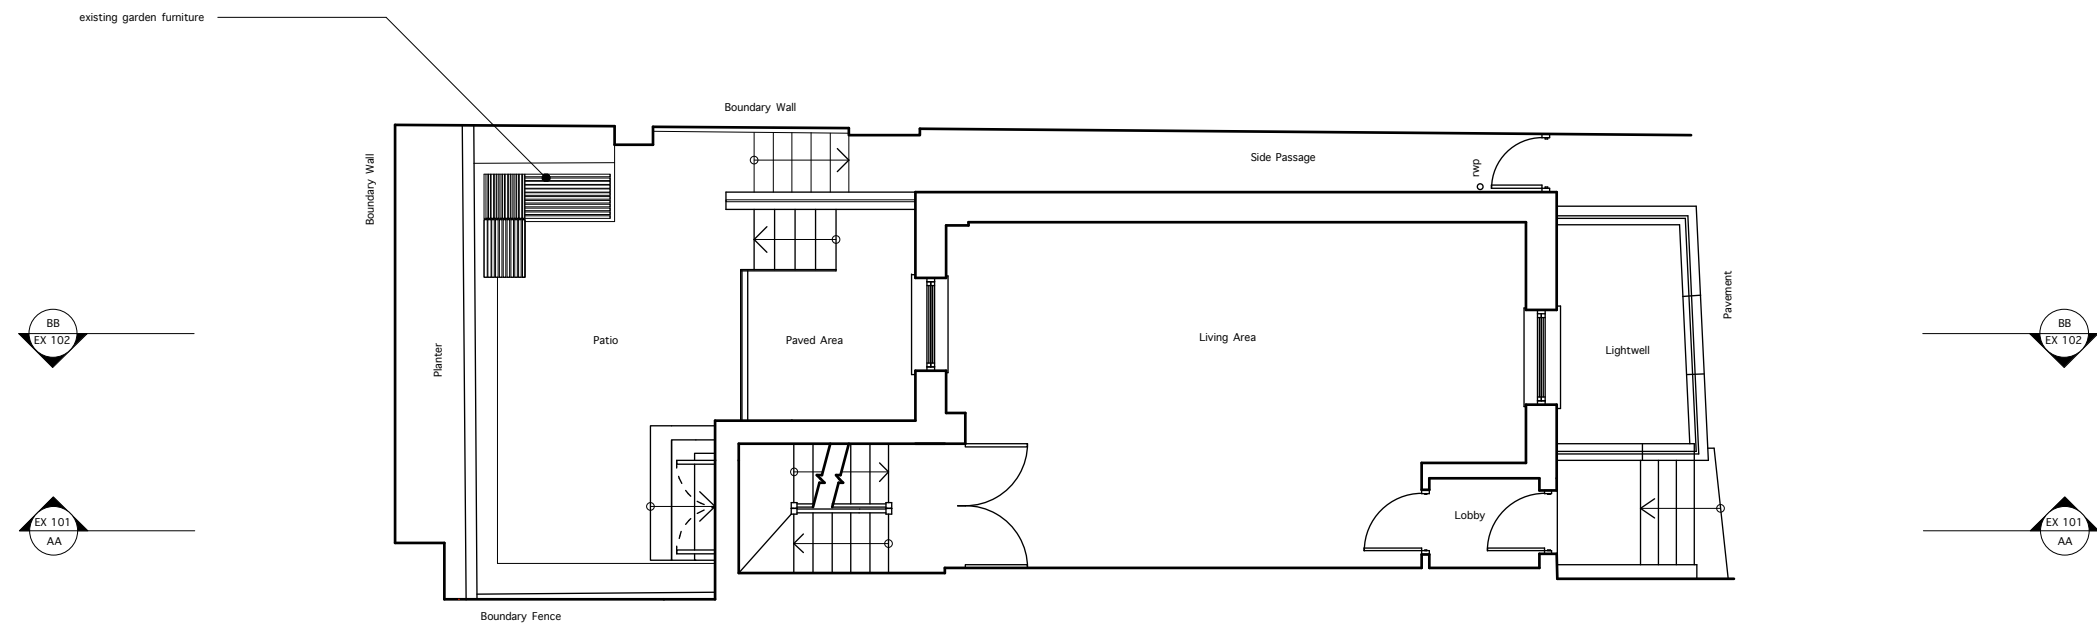 existing garden furniture
Boundary Wall
Boundary Wall
Side Passage
rwp
Pavement
BB
EX 102
Planter
Patio
Paved Area
Living Area
Lightwell
BB
EX 102
EX 101
AA
Lobby
EX 101
AA
Boundary Fence